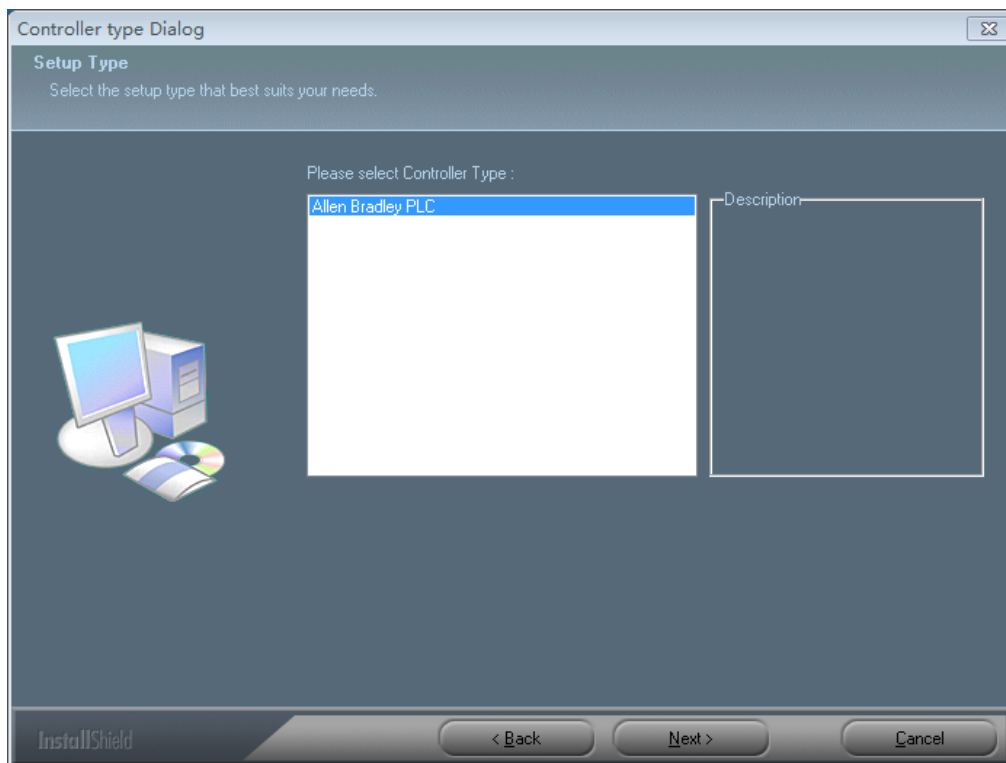 Controller type Dialog
Setup Type
Select the setup type that best suits your needs.
Please select Controller Type :
Allen Bradley PLC
Description
InstallShield
< Back
Next >
Cancel